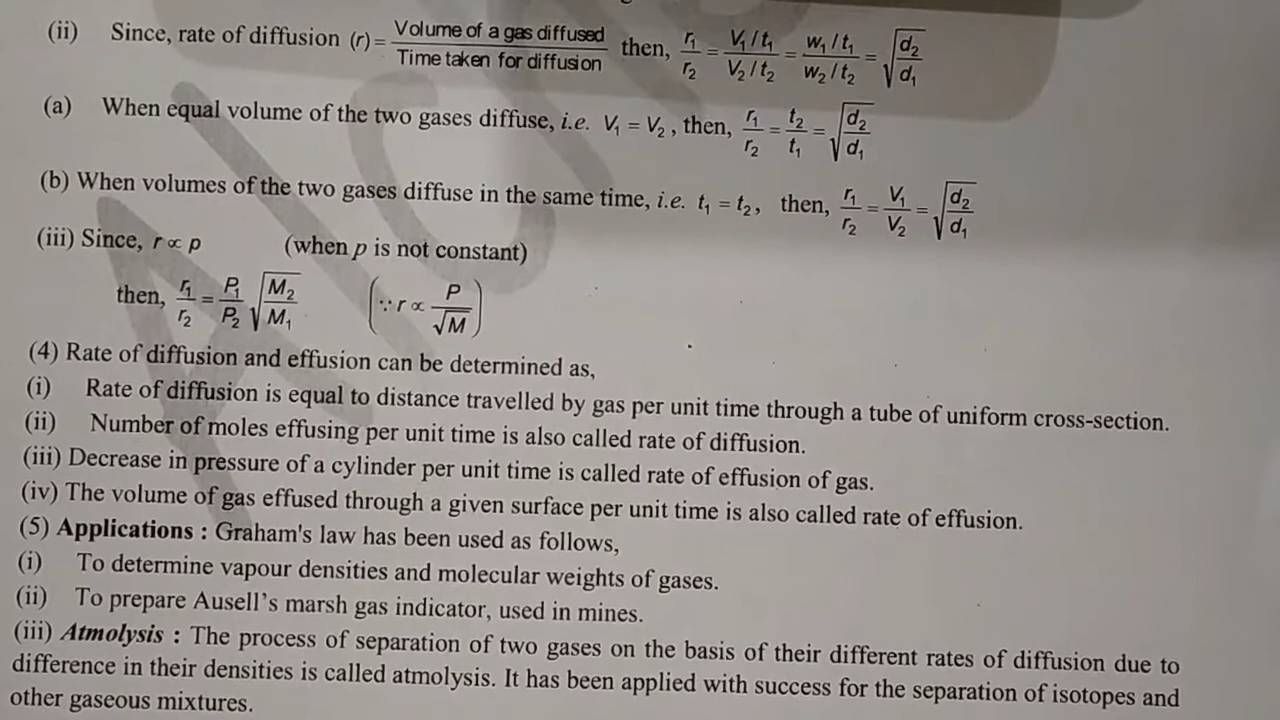 (ii) Since, rate of diffusion (r) = Volume of a gas diffused / Time taken for diffusion then, r₁/r₂ = (V₁/t₁)/(V₂/t₂) = (w₁/t₁)/(w₂/t₂) = √(d₂/d₁)
(a) When equal volume of the two gases diffuse, i.e. V₁ = V₂, then, r₁/r₂ = t₂/t₁ = √(d₂/d₁)
(b) When volumes of the two gases diffuse in the same time, i.e. t₁ = t₂, then, r₁/r₂ = V₁/V₂ = √(d₂/d₁)
(iii) Since, r ∝ p (when p is not constant)
then, r₁/r₂ = P₁/P₂ √(M₂/M₁) (∵ r ∝ P/√M)
(4) Rate of diffusion and effusion can be determined as,
(i) Rate of diffusion is equal to distance travelled by gas per unit time through a tube of uniform cross-section.
(ii) Number of moles effusing per unit time is also called rate of diffusion.
(iii) Decrease in pressure of a cylinder per unit time is called rate of effusion of gas.
(iv) The volume of gas effused through a given surface per unit time is also called rate of effusion.
(5) Applications : Graham's law has been used as follows,
(i) To determine vapour densities and molecular weights of gases.
(ii) To prepare Ausell's marsh gas indicator, used in mines.
(iii) Atmolysis : The process of separation of two gases on the basis of their different rates of diffusion due to
difference in their densities is called atmolysis. It has been applied with success for the separation of isotopes and
other gaseous mixtures.